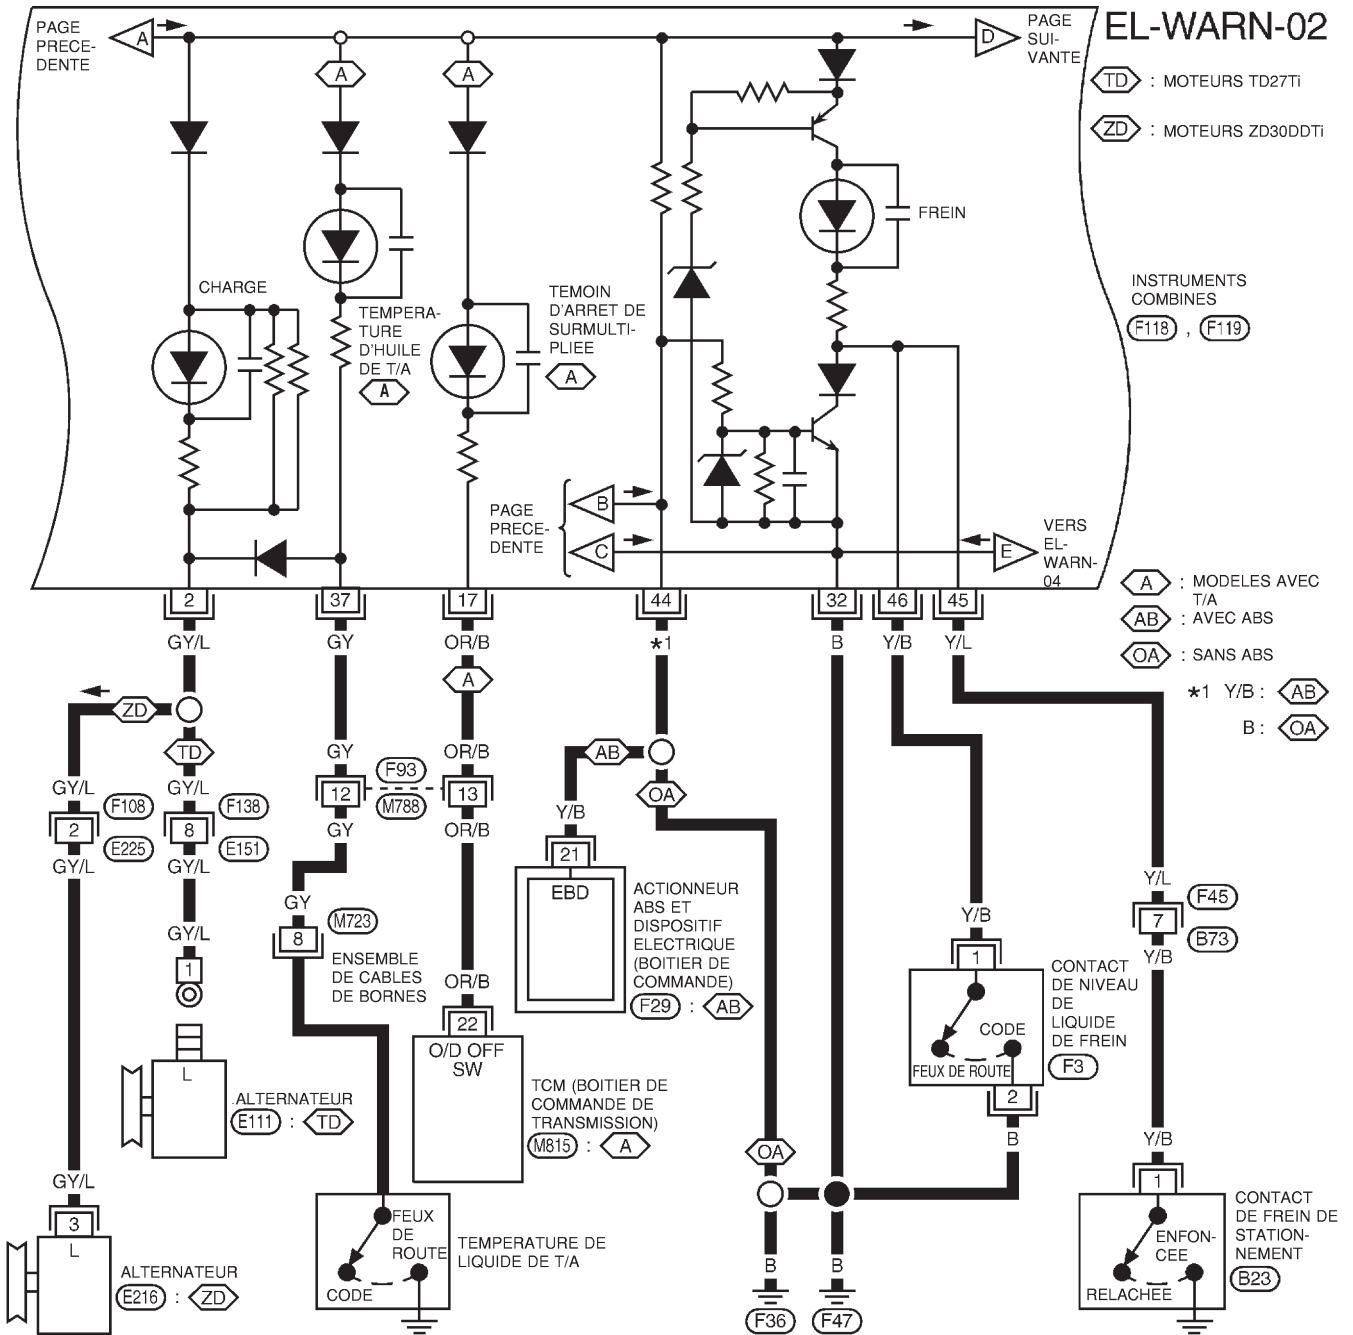 EL-WARN-02
PAGE
PRECE-
DENTE
A
A
A
D
PAGE
SUI-
VANTE
TD : MOTEURS TD27Ti
ZD : MOTEURS ZD30DDTi
FREIN
CHARGE
TEMPERA-
TURE
D'HUILE
DE T/A
A
TEMOIN
D'ARRET DE
SURMULTI-
PLIEE
A
INSTRUMENTS
COMBINES
F118 , F119
PAGE
PRECE-
DENTE
B
C
E
VERS
EL-
WARN-
04
A : MODELES AVEC
T/A
AB : AVEC ABS
OA : SANS ABS
*1 Y/B : AB
B : OA
2 37 17 44 32 46 45
GY/L GY OR/B *1 B Y/B Y/L
A
ZD
TD
GY OR/B
AB
OA
GY/L GY/L
F108 F138
12 13
F93
M788
2 8
E225 E151
GY OR/B
GY/L GY/L
Y/B
21
EBD
ACTIONNEUR
ABS ET
DISPOSITIF
ELECTRIQUE
(BOITIER DE
COMMANDE)
F29 : AB
Y/L
F45
7
B73
Y/B
GY
M723
8
ENSEMBLE
DE CABLES
DE BORNES
GY/L
1
OR/B
22
O/D OFF
SW
TCM (BOITIER DE
COMMANDE DE
TRANSMISSION)
M815 : A
Y/B
1
CODE
FEUX DE ROUTE
2
CONTACT
DE NIVEAU
DE
LIQUIDE
DE FREIN
F3
B
L
ALTERNATEUR
E111 : TD
OA
Y/B
1
ENFON-
CEE
RELACHEE
CONTACT
DE FREIN DE
STATION-
NEMENT
B23
GY/L
3
L
ALTERNATEUR
E216 : ZD
FEUX
DE
ROUTE
CODE
TEMPERATURE DE
LIQUIDE DE T/A
B B
F36 F47